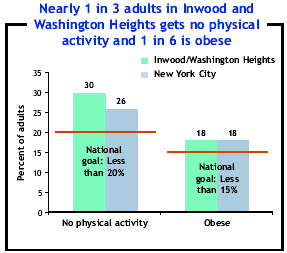 Nearly 1 in 3 adults in Inwood and
Washington Heights gets no physical
activity and 1 in 6 is obese
Inwood/Washington Heights
New York City
Percent of adults
35
30
25
20
15
10
5
0
30
26
18
18
National
goal: Less
than 20%
National
goal: Less
than 15%
No physical activity
Obese